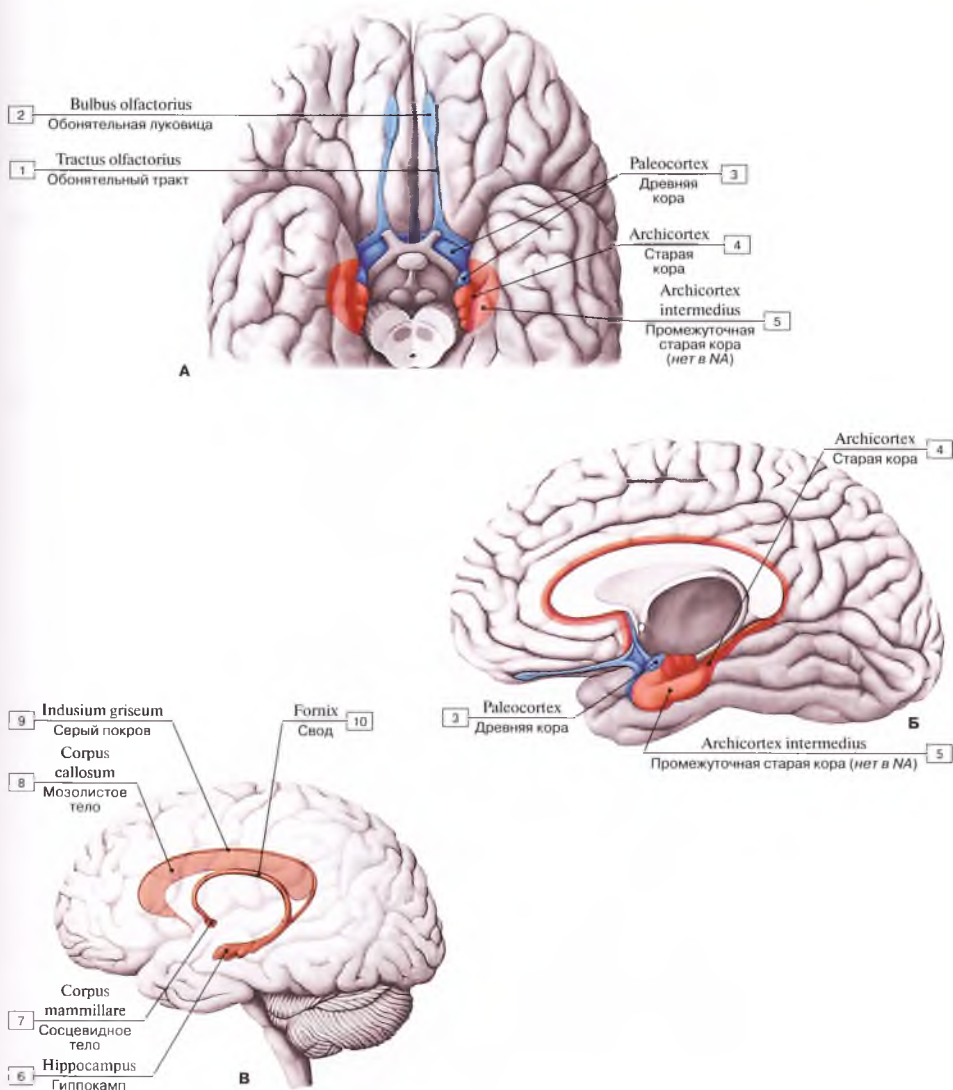 2
Bulbus olfactorius
Обонятельная луковица
1
Tractus olfactorius
Обонятельный тракт
Paleocortex
3
Древняя
кора
Archicortex
4
Старая
кора
Archicortex
intermedius
5
Промежуточная
старая кора
(нет в NA)
А
Archicortex
4
Старая кора
3
Paleocortex
Древняя кора
Б
Archicortex intermedius
5
Промежуточная старая кора (нет в NA)
9
Indusium griseum
Серый покров
Fornix
10
Свод
Corpus
callosum
8
Мозолистое
тело
Corpus
mammillare
7
Сосцевидное
тело
6
Hippocampus
Гиппокамп
В